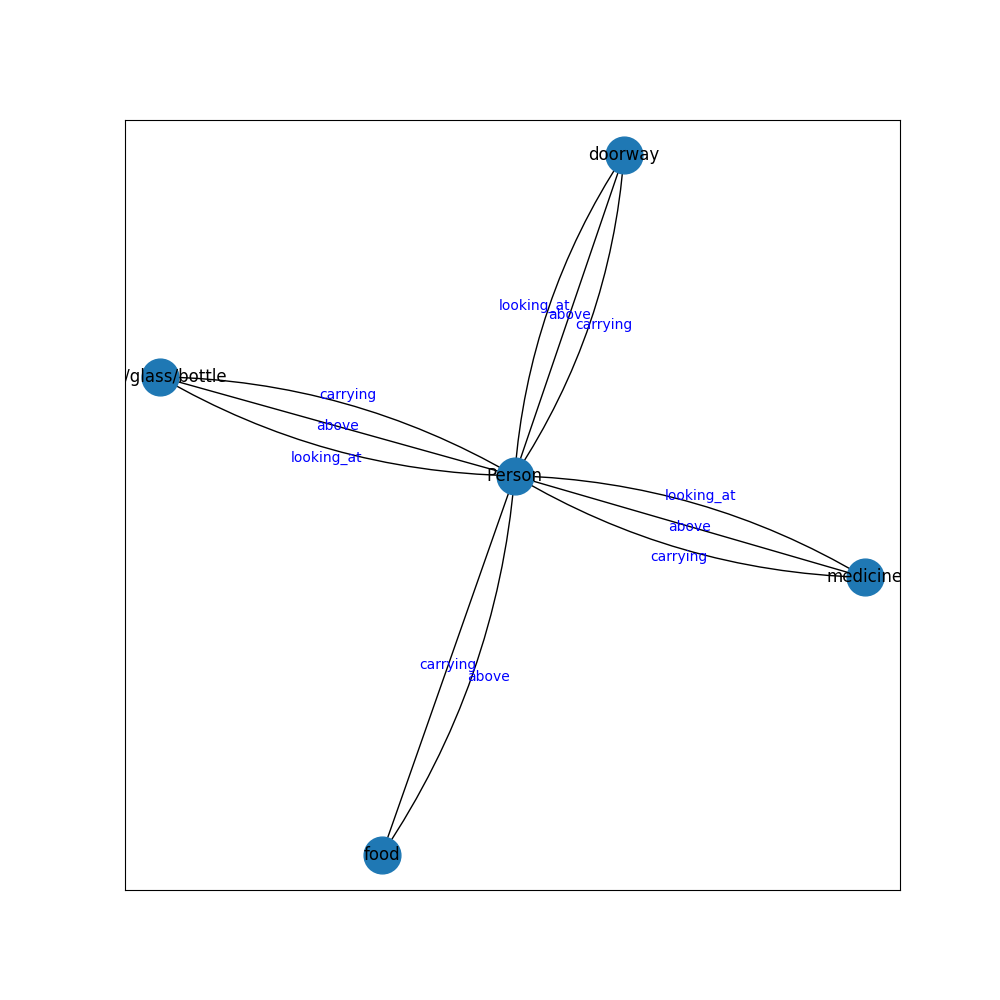 doorway
looking_at
above
carrying
/glass/bottle
carrying
above
looking_at
Person
looking_at
above
carrying
medicine
carrying
above
food